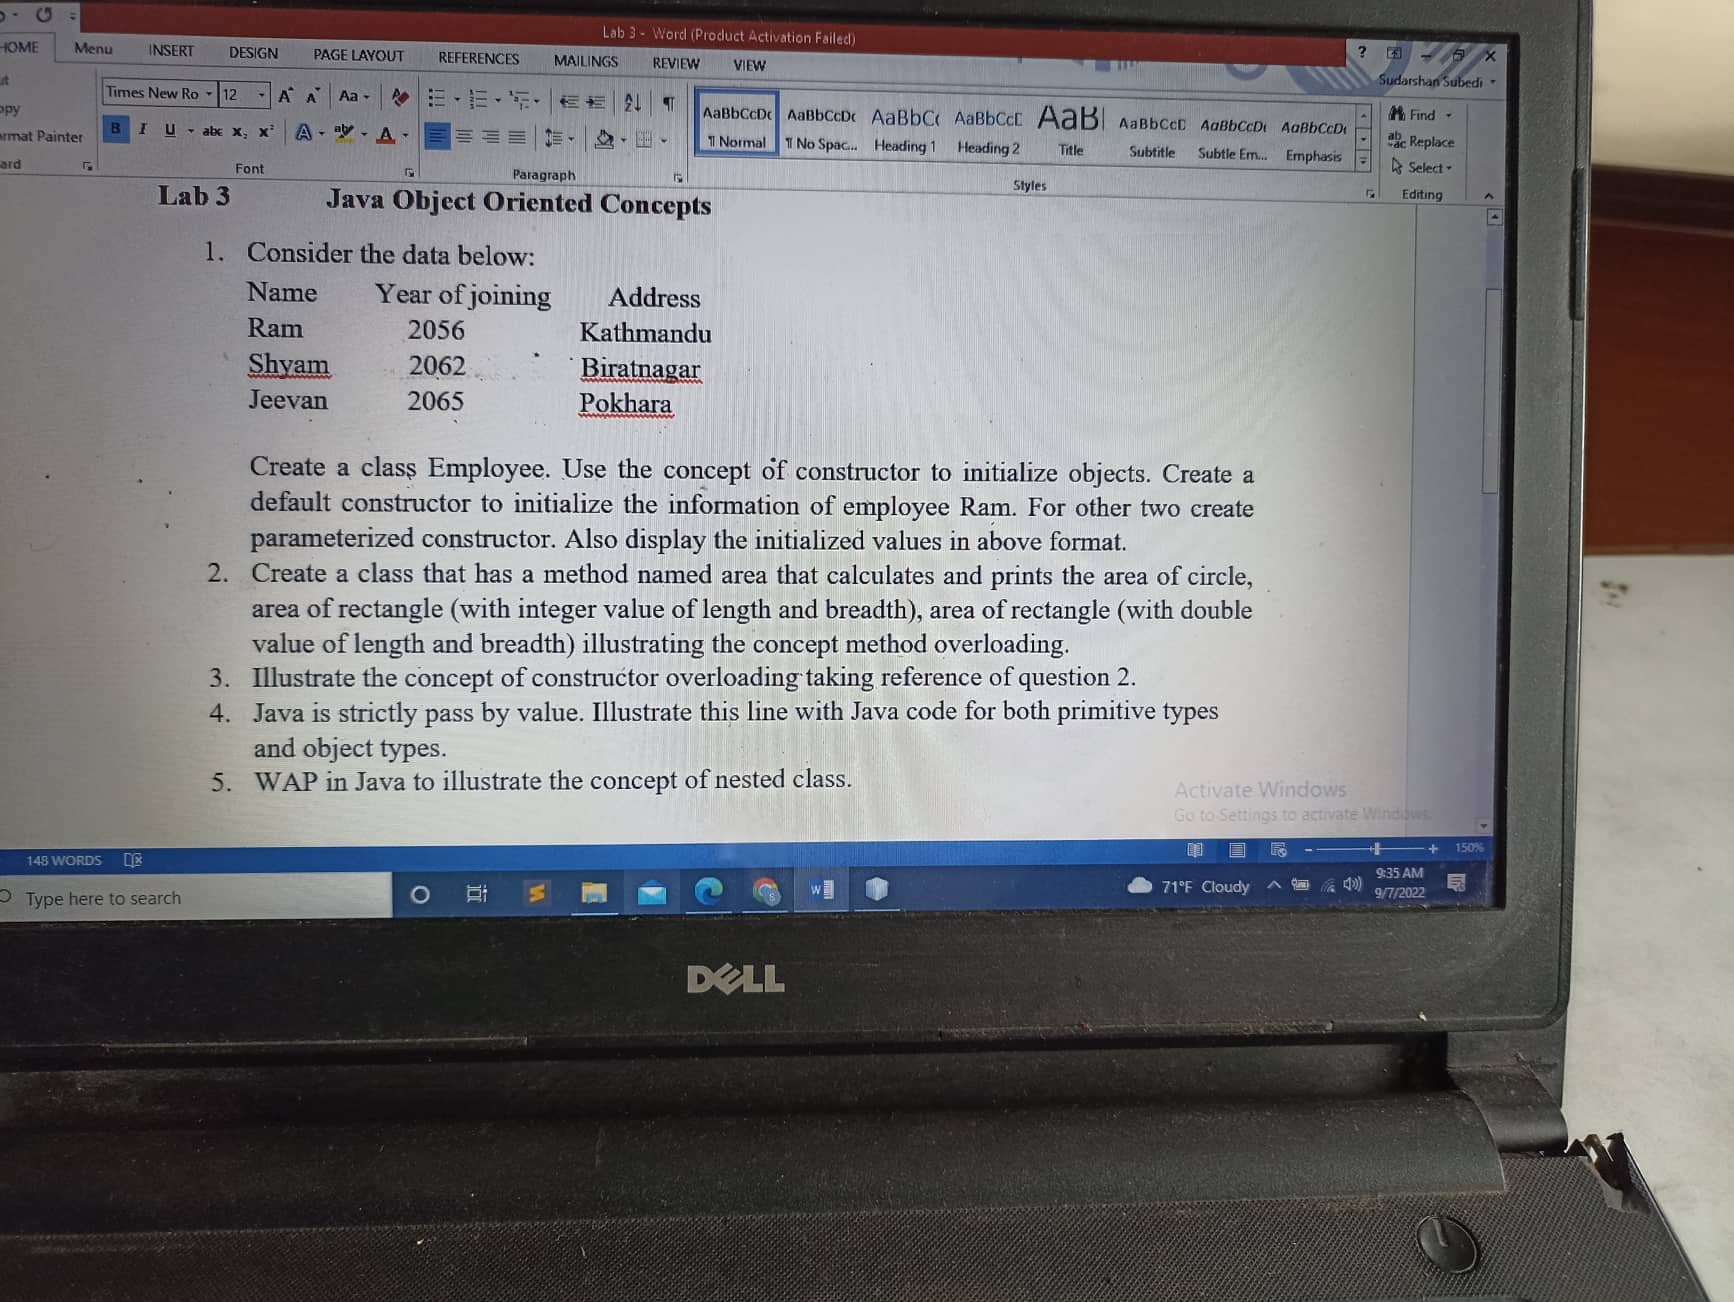 Lab 3 - Word (Product Activation Failed)
HOME Menu INSERT DESIGN PAGE LAYOUT REFERENCES MAILINGS REVIEW VIEW
Sudarshan Subedi
Times New Ro 12 Aa
AaBbCcDc AaBbCcDc AaBbCc AaBbCcD AaB AaBbCcD AaBbCcDt AaBbCcDt
¶ Normal ¶ No Spac... Heading 1 Heading 2 Title Subtitle Subtle Em... Emphasis
Find
Replace
Select
rmat Painter
B I U abc X₂ X²
ard Font Paragraph Styles Editing
Lab 3 Java Object Oriented Concepts
1. Consider the data below:
Name Year of joining Address
Ram 2056 Kathmandu
Shyam 2062 Biratnagar
Jeevan 2065 Pokhara
Create a class Employee. Use the concept of constructor to initialize objects. Create a
default constructor to initialize the information of employee Ram. For other two create
parameterized constructor. Also display the initialized values in above format.
2. Create a class that has a method named area that calculates and prints the area of circle,
area of rectangle (with integer value of length and breadth), area of rectangle (with double
value of length and breadth) illustrating the concept method overloading.
3. Illustrate the concept of constructor overloading taking reference of question 2.
4. Java is strictly pass by value. Illustrate this line with Java code for both primitive types
and object types.
5. WAP in Java to illustrate the concept of nested class.
Activate Windows
Go to Settings to activate Windows.
148 WORDS 150%
Type here to search
71°F Cloudy
9:35 AM
9/7/2022
DELL